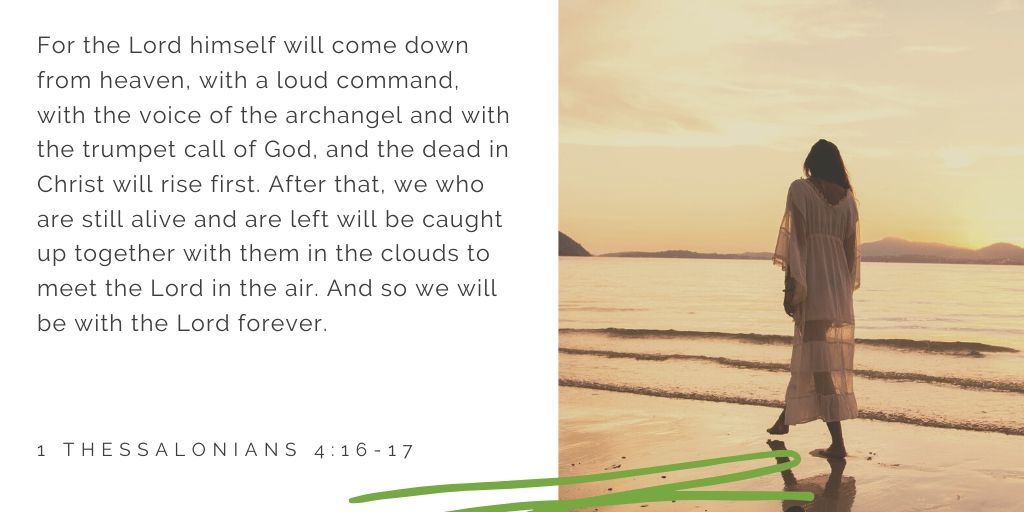 For the Lord himself will come down
from heaven, with a loud command,
with the voice of the archangel and with
the trumpet call of God, and the dead in
Christ will rise first. After that, we who
are still alive and are left will be caught
up together with them in the clouds to
meet the Lord in the air. And so we will
be with the Lord forever.
1 THESSALONIANS 4:16-17